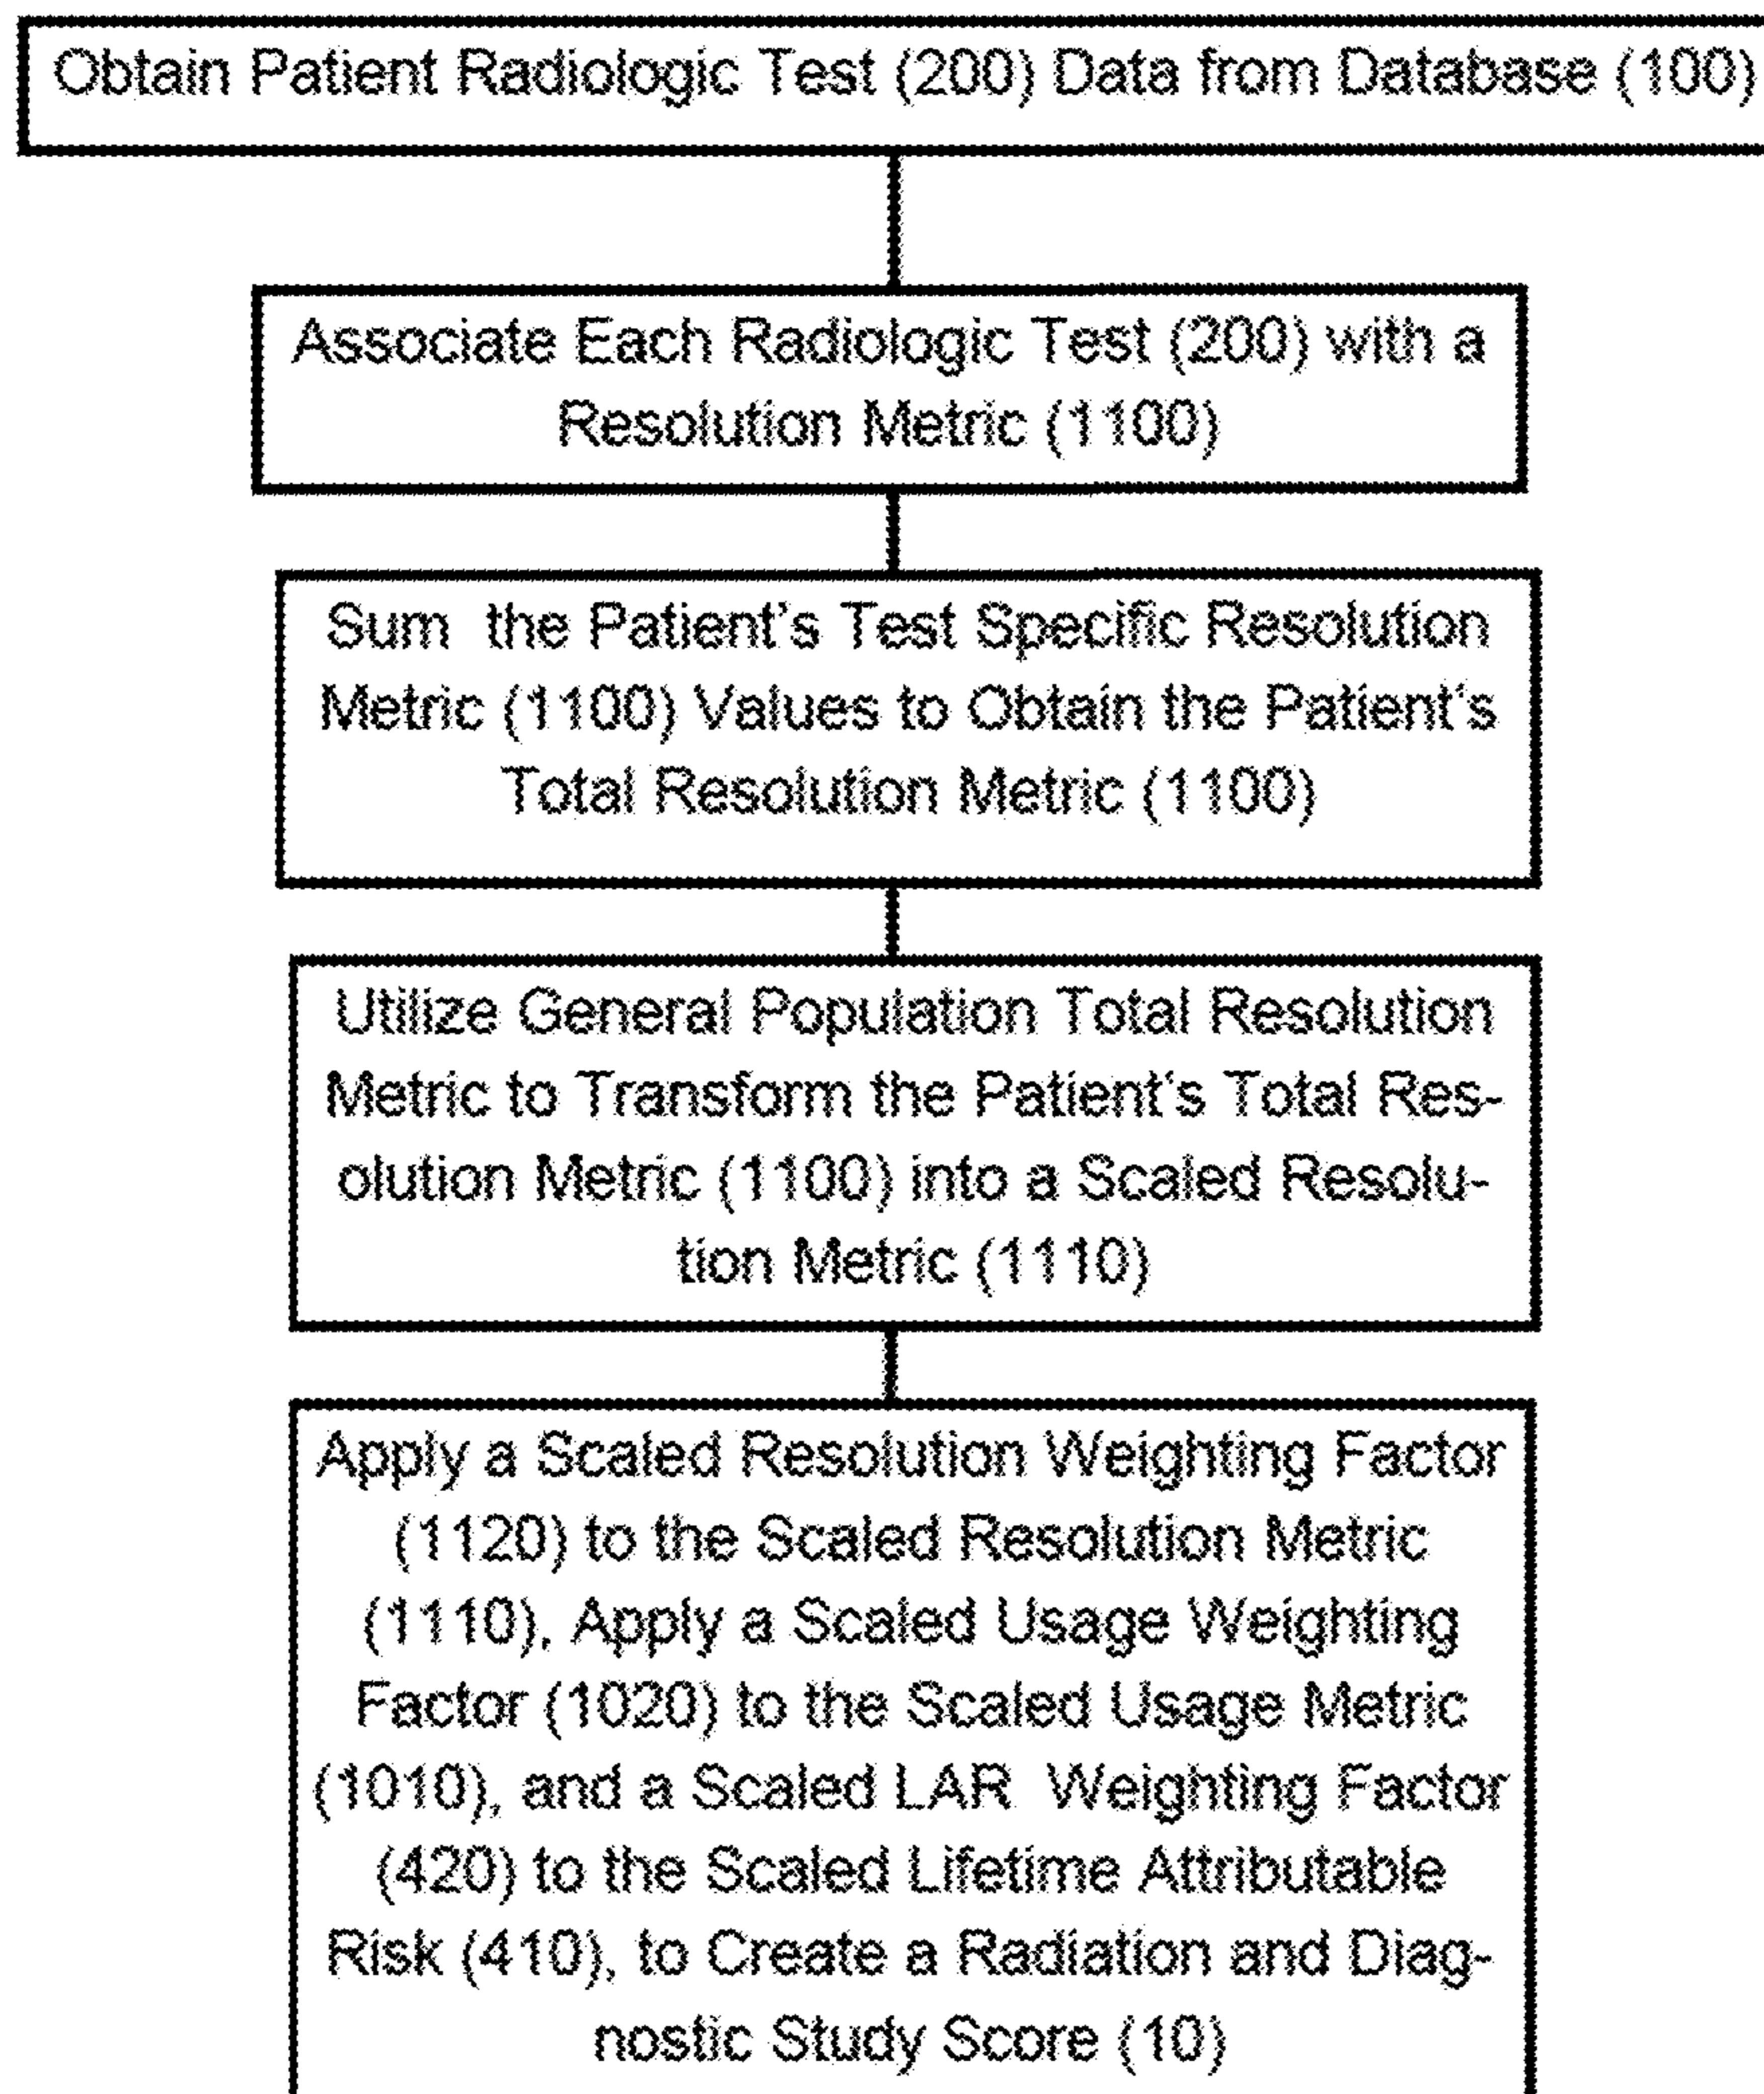 Obtain Patient Radiologic Test (200) Data from Database (100)
Associate Each Radiologic Test (200) with a
Resolution Metric (1100)
Sum the Patient's Test Specific Resolution
Metric (1100) Values to Obtain the Patient's
Total Resolution Metric (1100)
Utilize General Population Total Resolution
Metric to Transform the Patient's Total Res-
olution Metric (1100) into a Scaled Resolu-
tion Metric (1110)
Apply a Scaled Resolution Weighting Factor
(1120) to the Scaled Resolution Metric
(1110), Apply a Scaled Usage Weighting
Factor (1020) to the Scaled Usage Metric
(1010), and a Scaled LAR Weighting Factor
(420) to the Scaled Lifetime Attributable
Risk (410), to Create a Radiation and Diag-
nostic Study Score (10)